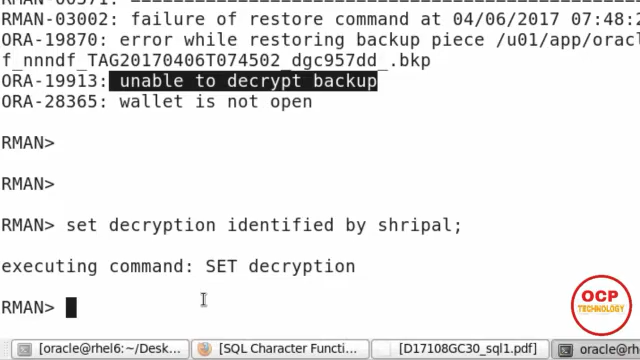 RMAN-03002: failure of restore command at 04/06/2017 07:48:2
ORA-19870: error while restoring backup piece /u01/app/oracl
f_nnndf_TAG20170406T074502_dgc957dd_.bkp
ORA-19913: unable to decrypt backup
ORA-28365: wallet is not open
RMAN>
RMAN>
RMAN> set decryption identified by shripal;
executing command: SET decryption
RMAN>
OCP
TECHNOLOGY
[oracle@rhel6:~/Desk... [SQL Character Functi... [D17108GC30_sql1.pdf] oracle@rh